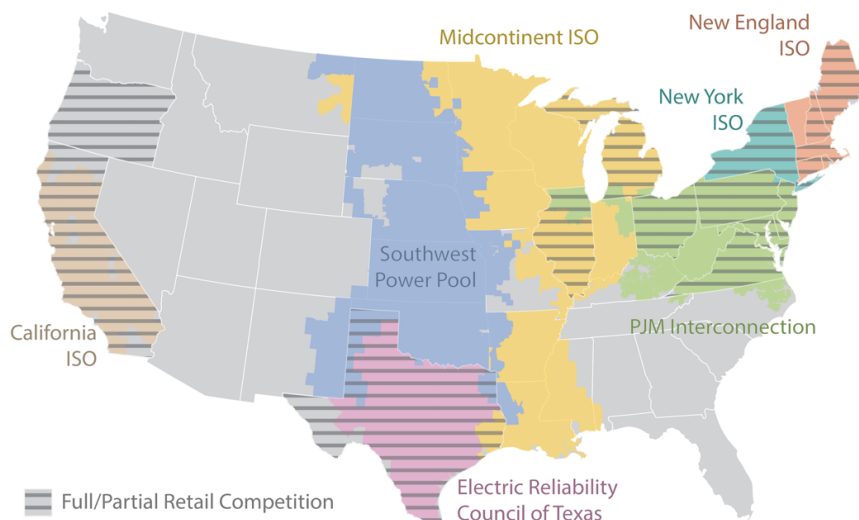 New England
ISO
Midcontinent ISO
New York
ISO
Southwest
Power Pool
California
ISO
PJM Interconnection
Full/Partial Retail Competition
Electric Reliability
Council of Texas